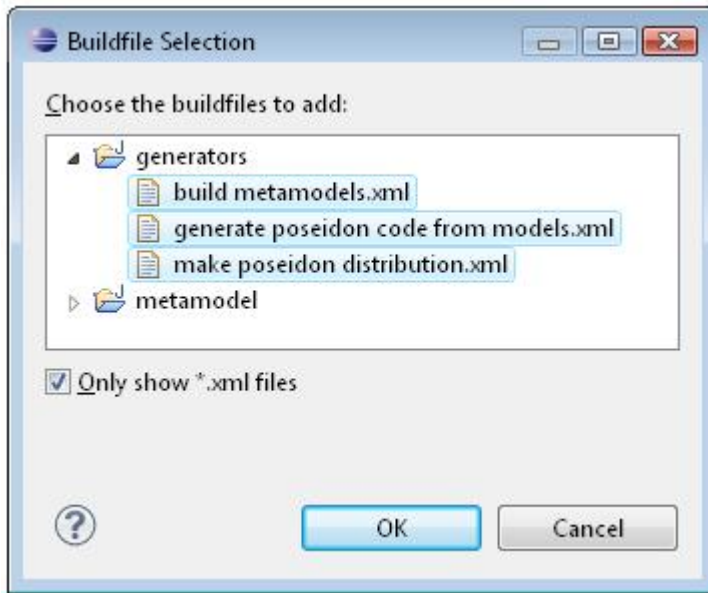 Buildfile Selection
Choose the buildfiles to add:
generators
build metamodels.xml
generate poseidon code from models.xml
make poseidon distribution.xml
metamodel
Only show *.xml files
?
OK Cancel